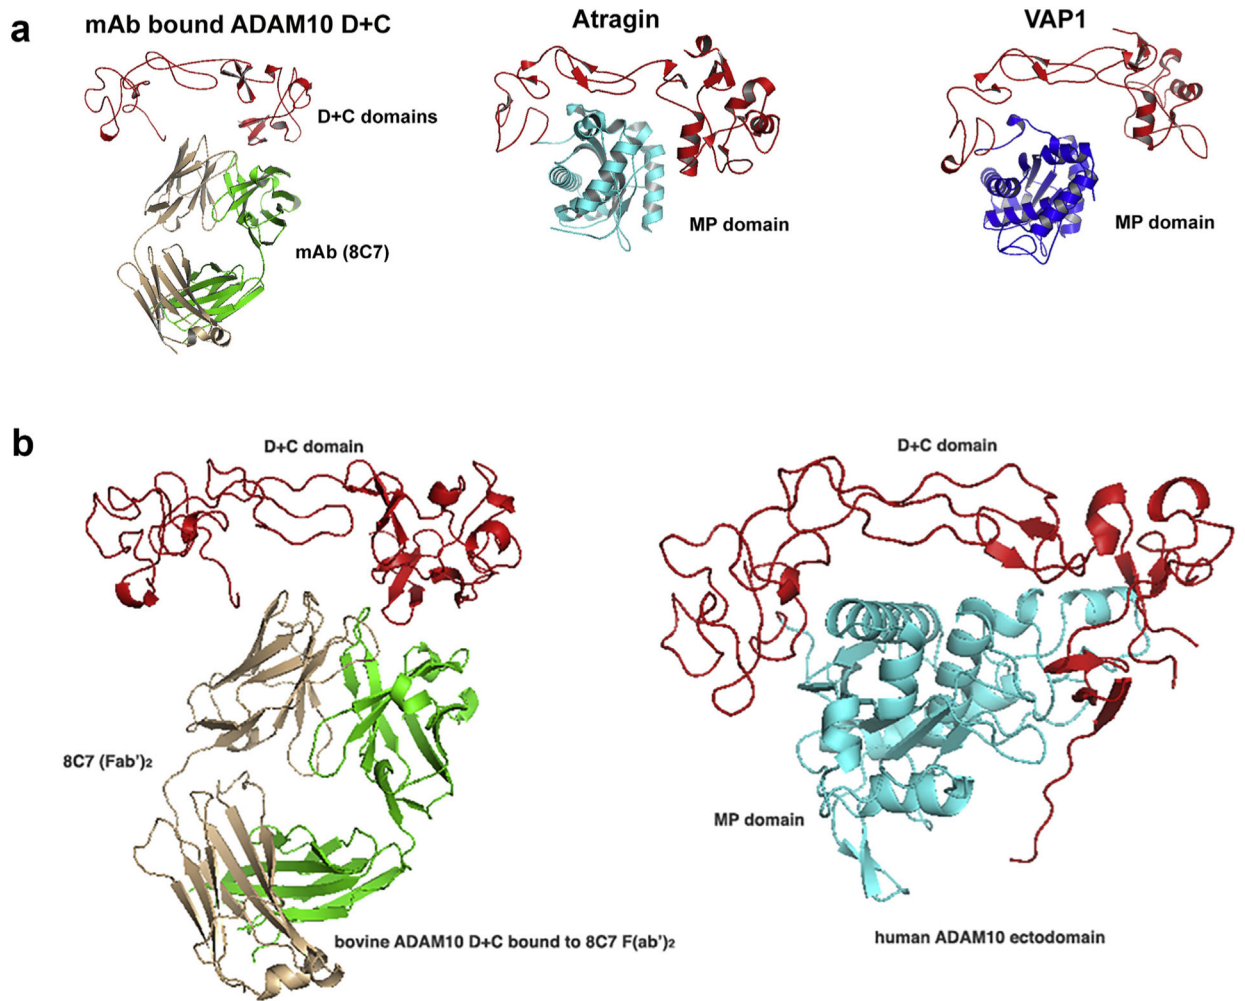 a
mAb bound ADAM10 D+C
Atragin
VAP1
D+C domains
mAb (8C7)
MP domain
MP domain
b
D+C domain
D+C domain
8C7 (Fab')2
MP domain
bovine ADAM10 D+C bound to 8C7 F(ab')2
human ADAM10 ectodomain